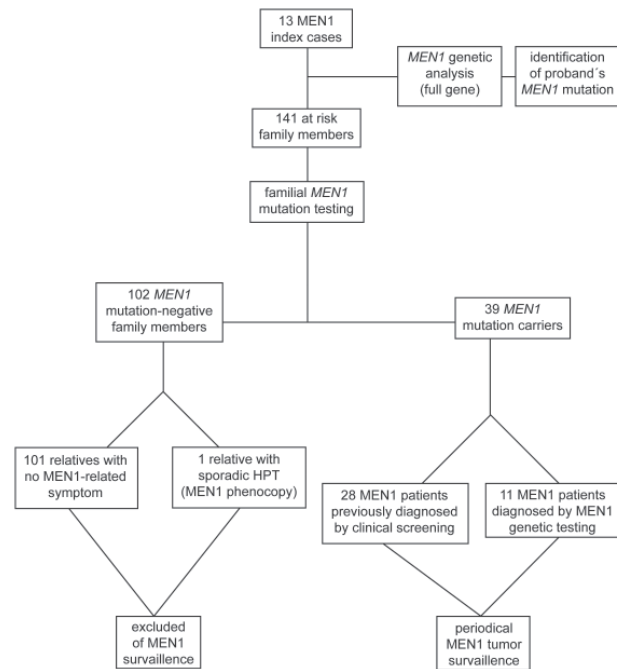 13 MEN1
index cases
MEN1 genetic
analysis
(full gene)
identification
of proband´s
MEN1 mutation
141 at risk
family members
familial MEN1
mutation testing
102 MEN1
mutation-negative
family members
39 MEN1
mutation carriers
101 relatives with
no MEN1-related
symptom
1 relative with
sporadic HPT
(MEN1 phenocopy)
28 MEN1 patients
previously diagnosed
by clinical screening
11 MEN1 patients
diagnosed by MEN1
genetic testing
excluded
of MEN1
survaillence
periodical
MEN1 tumor
survaillence